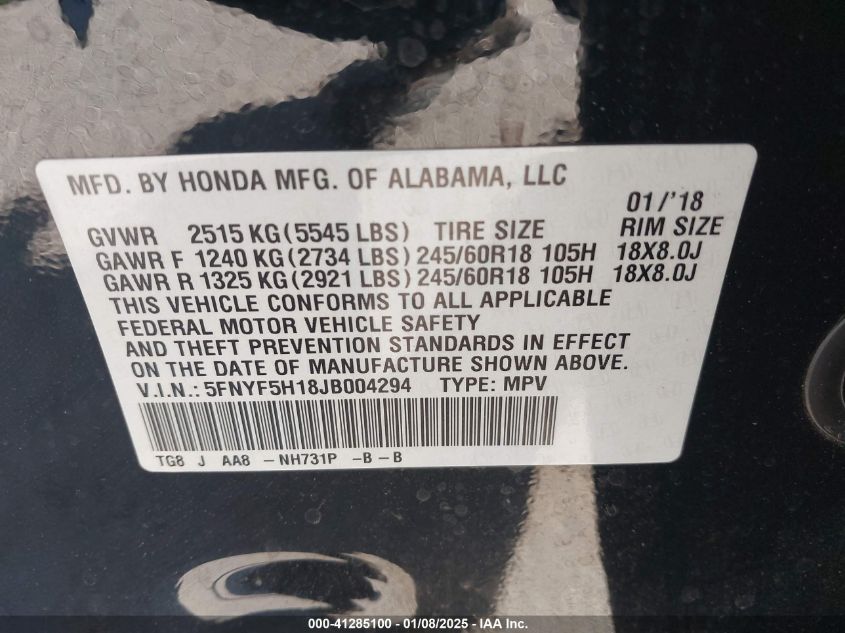 MFD. BY HONDA MFG. OF ALABAMA, LLC
01/'18
GVWR 2515 KG(5545 LBS) TIRE SIZE RIM SIZE
GAWR F 1240 KG(2734 LBS) 245/60R18 105H 18X8.0J
GAWR R 1325 KG(2921 LBS) 245/60R18 105H 18X8.0J
THIS VEHICLE CONFORMS TO ALL APPLICABLE
FEDERAL MOTOR VEHICLE SAFETY
AND THEFT PREVENTION STANDARDS IN EFFECT
ON THE DATE OF MANUFACTURE SHOWN ABOVE.
V.I.N.: 5FNYF5H18JB004294 TYPE: MPV
TG8 J AA8 - NH731P - B - B
000-41285100 - 01/08/2025 - IAA Inc.